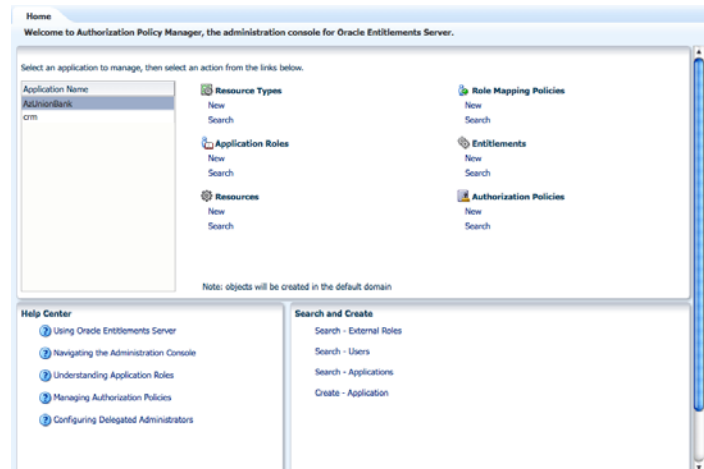 Home
Welcome to Authorization Policy Manager, the administration console for Oracle Entitlements Server.
Select an application to manage, then select an action from the links below.
Application Name
AzUnionBank
crm
Resource Types
New
Search
Role Mapping Policies
New
Search
Application Roles
New
Search
Entitlements
New
Search
Resources
New
Search
Authorization Policies
New
Search
Note: objects will be created in the default domain
Help Center
Using Oracle Entitlements Server
Navigating the Administration Console
Understanding Application Roles
Managing Authorization Policies
Configuring Delegated Administrators
Search and Create
Search - External Roles
Search - Users
Search - Applications
Create - Application